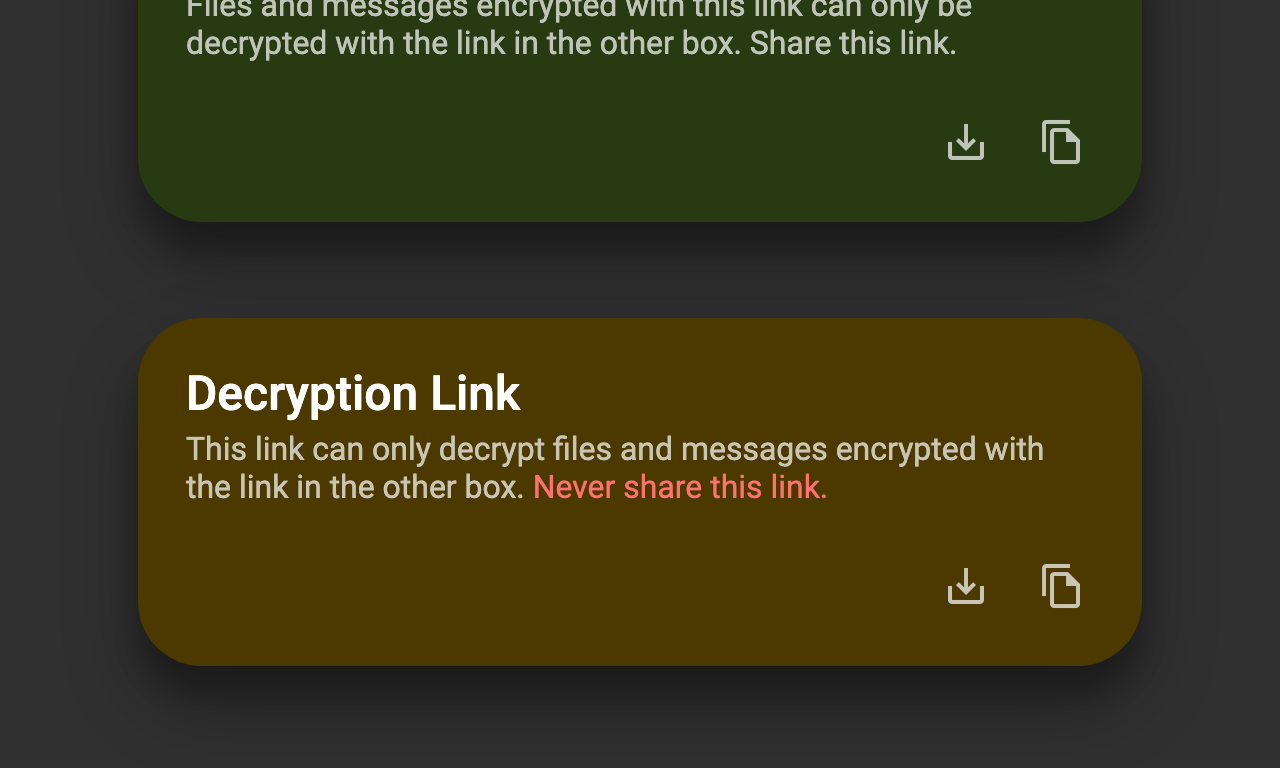 Files and messages encrypted with this link can only be
decrypted with the link in the other box. Share this link.
Decryption Link
This link can only decrypt files and messages encrypted with
the link in the other box. Never share this link.